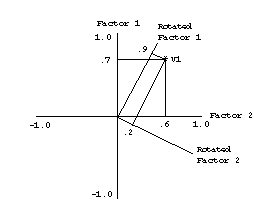 Factor 1
Rotated
Factor 1
1.0
.9
.7
V1
Factor 2
-1.0
.2
.6
1.0
Rotated
Factor 2
-1.0